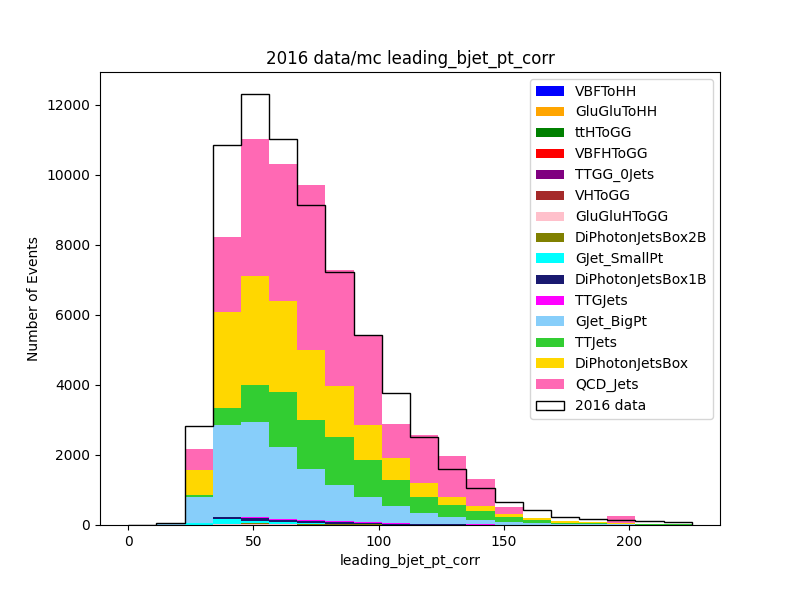 2016 data/mc leading_bjet_pt_corr
12000
10000
8000
6000
4000
2000
0
Number of Events
0
50
100
150
200
leading_bjet_pt_corr
VBFToHH
GluGluToHH
ttHToGG
VBFHToGG
TTGG_0Jets
VHToGG
GluGluHToGG
DiPhotonJetsBox2B
GJet_SmallPt
DiPhotonJetsBox1B
TTGJets
GJet_BigPt
TTJets
DiPhotonJetsBox
QCD_Jets
2016 data